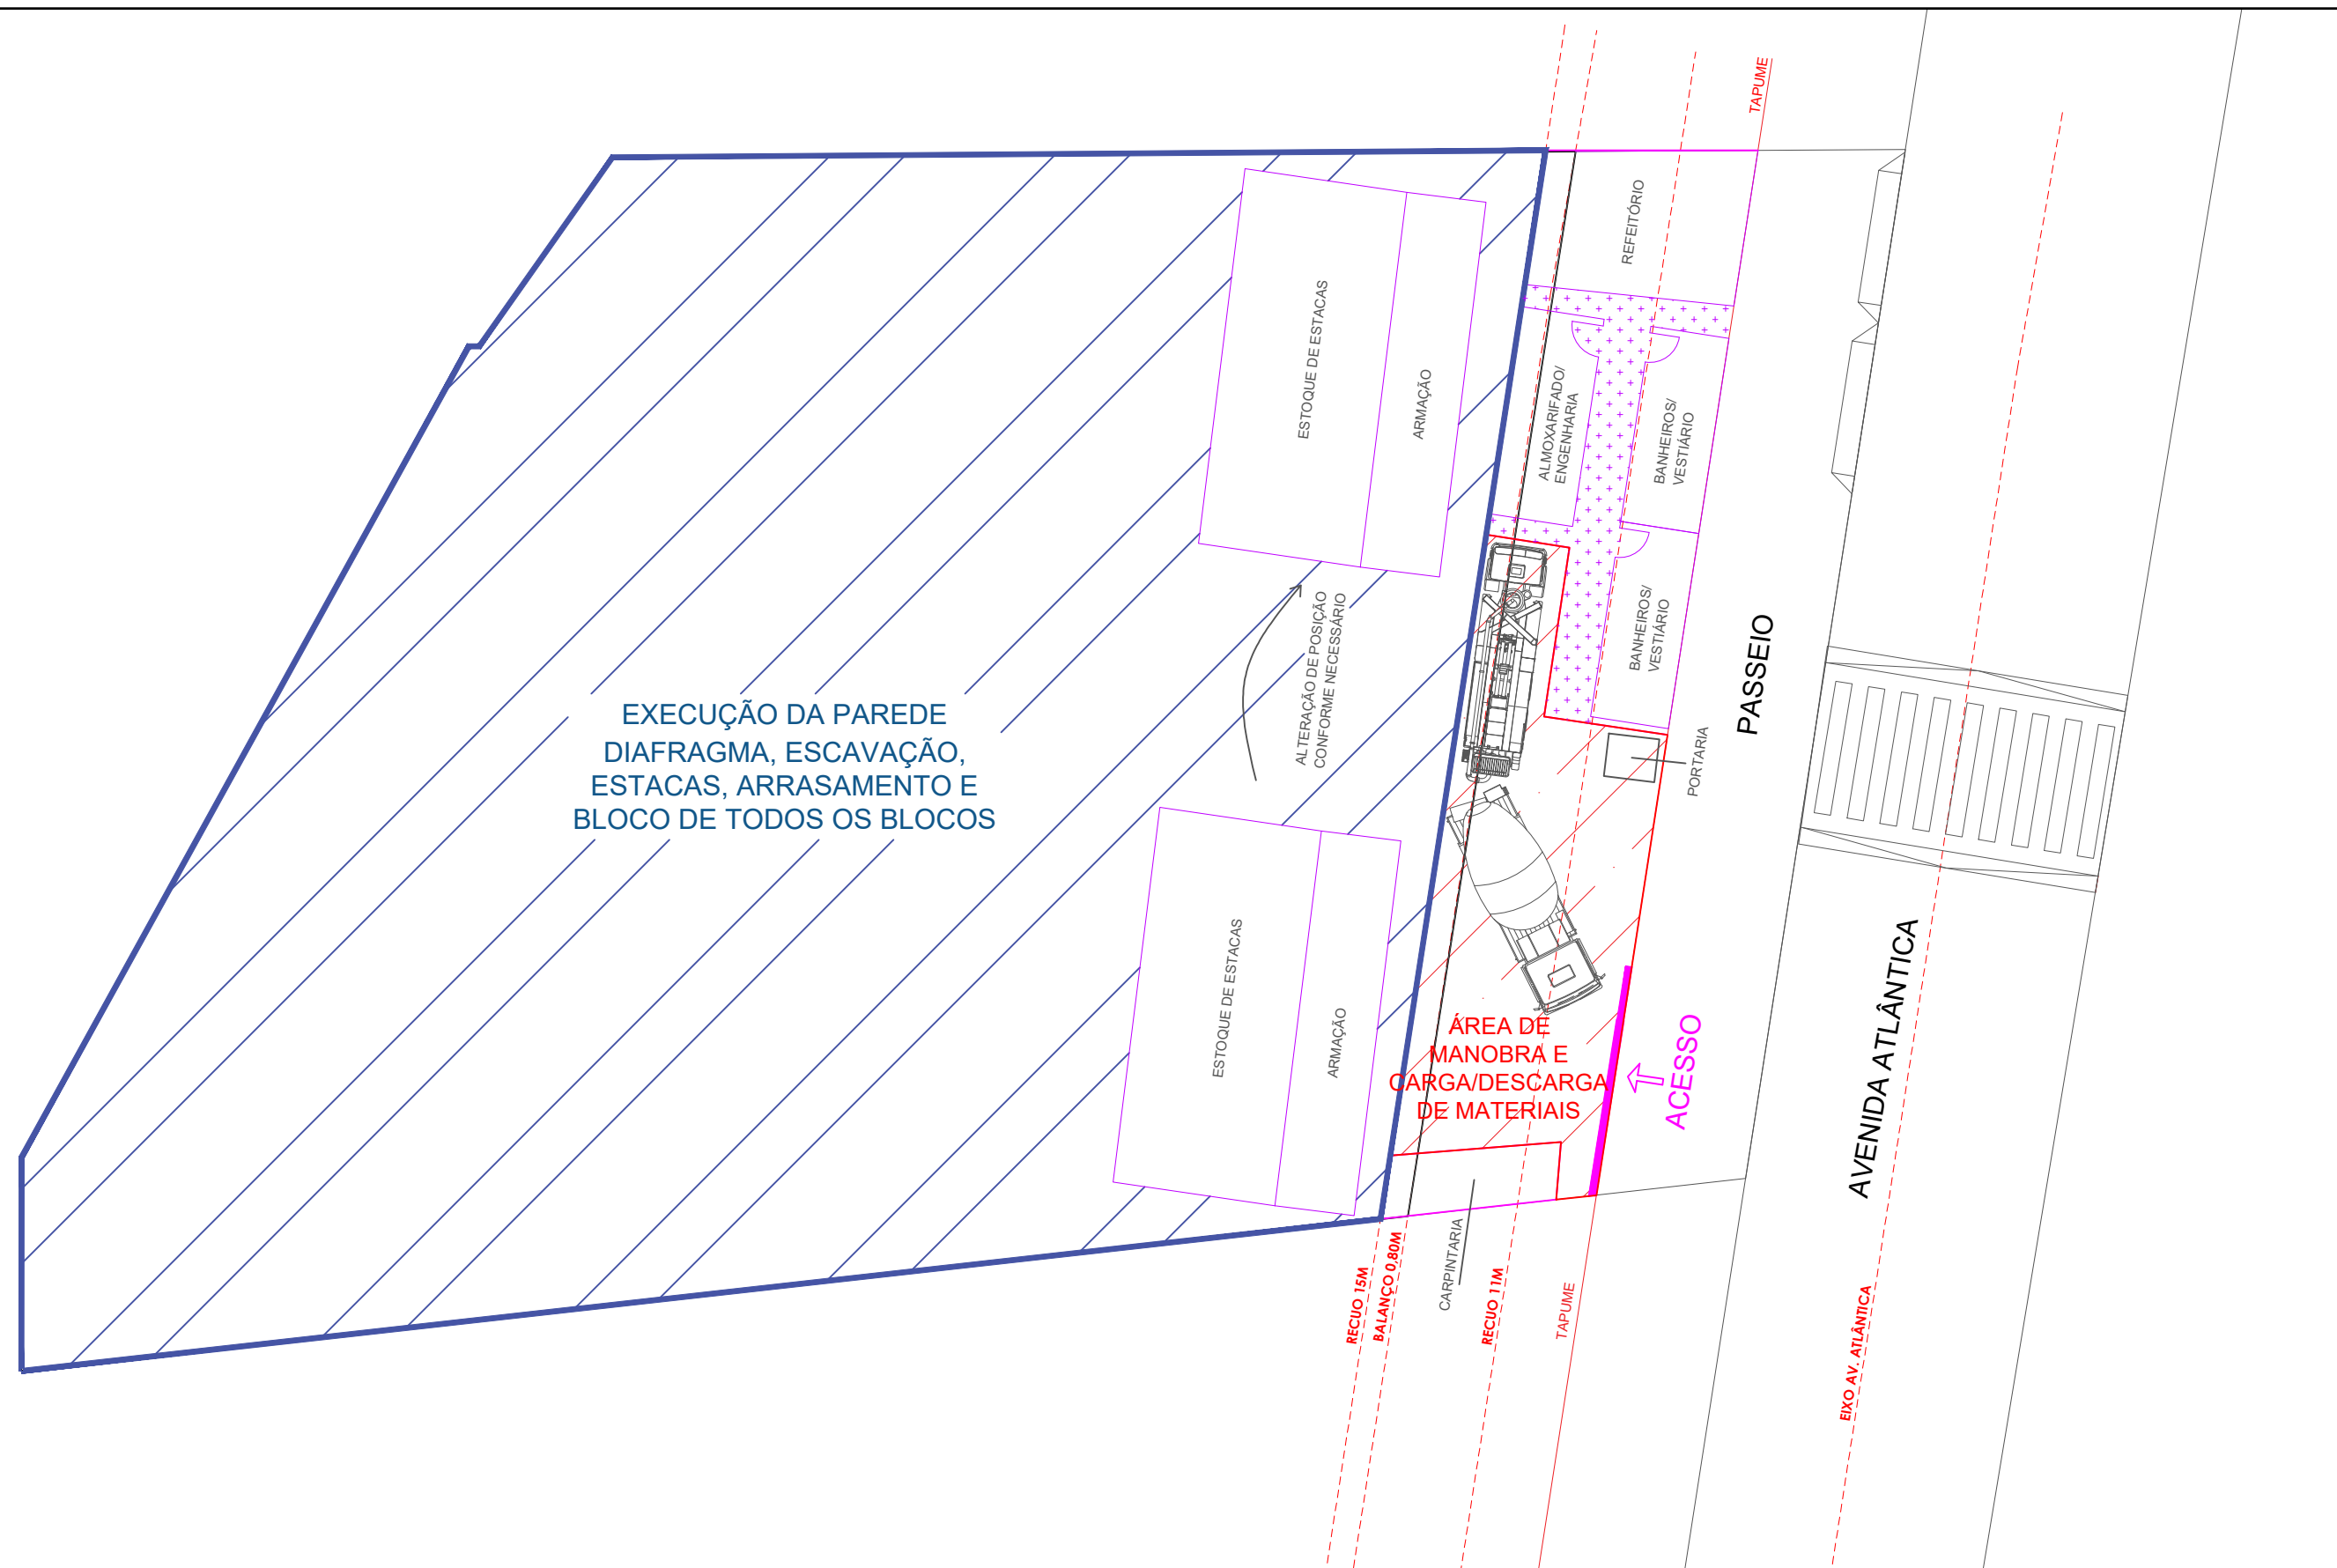 TAPUME
REFEITÓRIO
ESTOQUE DE ESTACAS
ARMAÇÃO
ALMOXARIFADO/
ENGENHARIA
BANHEIROS/
VESTIÁRIO
BANHEIROS/
VESTIÁRIO
ALTERAÇÃO DE POSIÇÃO
CONFORME NECESSÁRIO
PASSEIO
EXECUÇÃO DA PAREDE
DIAFRAGMA, ESCAVAÇÃO,
ESTACAS, ARRASAMENTO E
BLOCO DE TODOS OS BLOCOS
PORTARIA
ESTOQUE DE ESTACAS
ARMAÇÃO
ÁREA DE
MANOBRA E
CARGA/DESCARGA
DE MATERIAIS
ACESSO
AVENIDA ATLÂNTICA
RECUO 15M
BALANÇO 0,80M
CARPINTARIA
RECUO 11M
TAPUME
EIXO AV. ATLÂNTICA